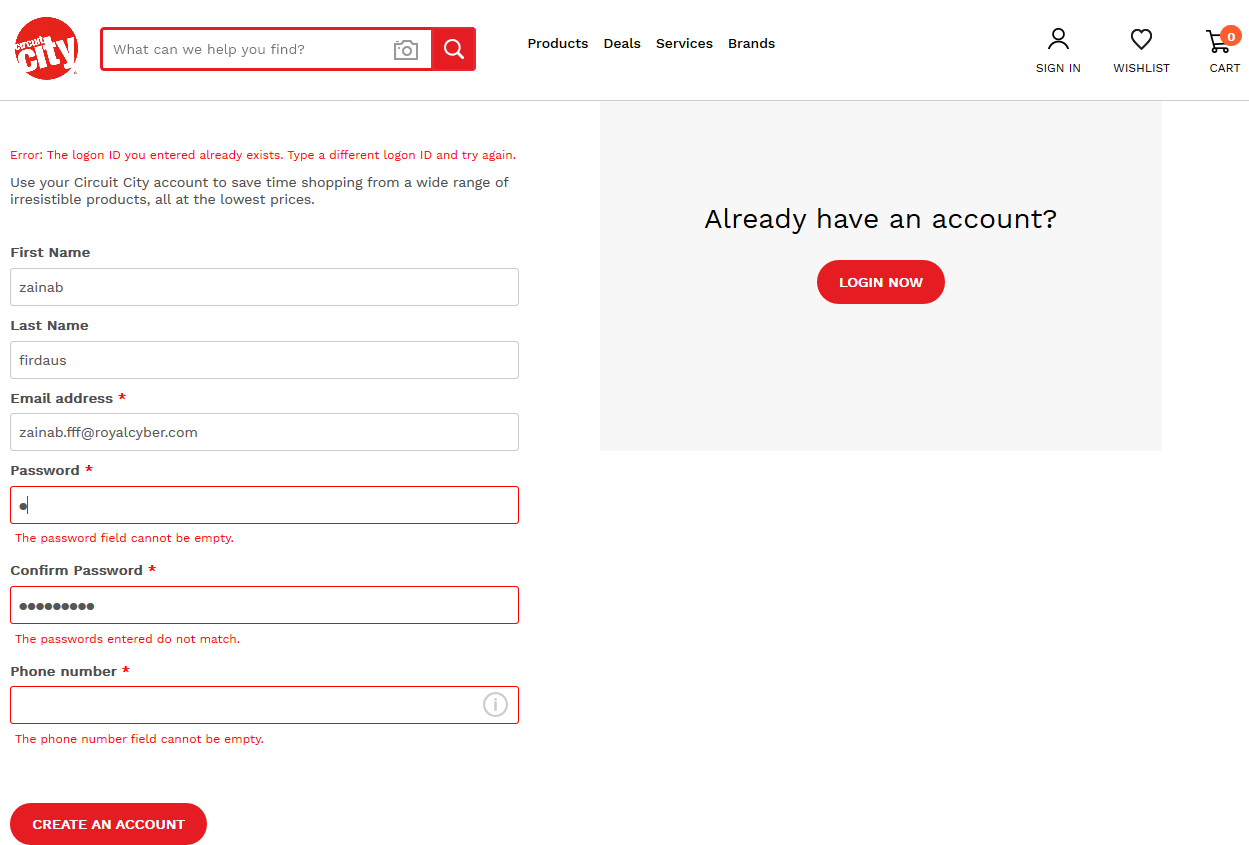 circuit
city
What can we help you find?
Products Deals Services Brands
SIGN IN WISHLIST CART
0
Error: The logon ID you entered already exists. Type a different logon ID and try again.
Use your Circuit City account to save time shopping from a wide range of
irresistible products, all at the lowest prices.
First Name
zainab
Last Name
firdaus
Email address *
zainab.fff@royalcyber.com
Password *
●
The password field cannot be empty.
Confirm Password *
●●●●●●●●●
The passwords entered do not match.
Phone number *
The phone number field cannot be empty.
CREATE AN ACCOUNT
Already have an account?
LOGIN NOW